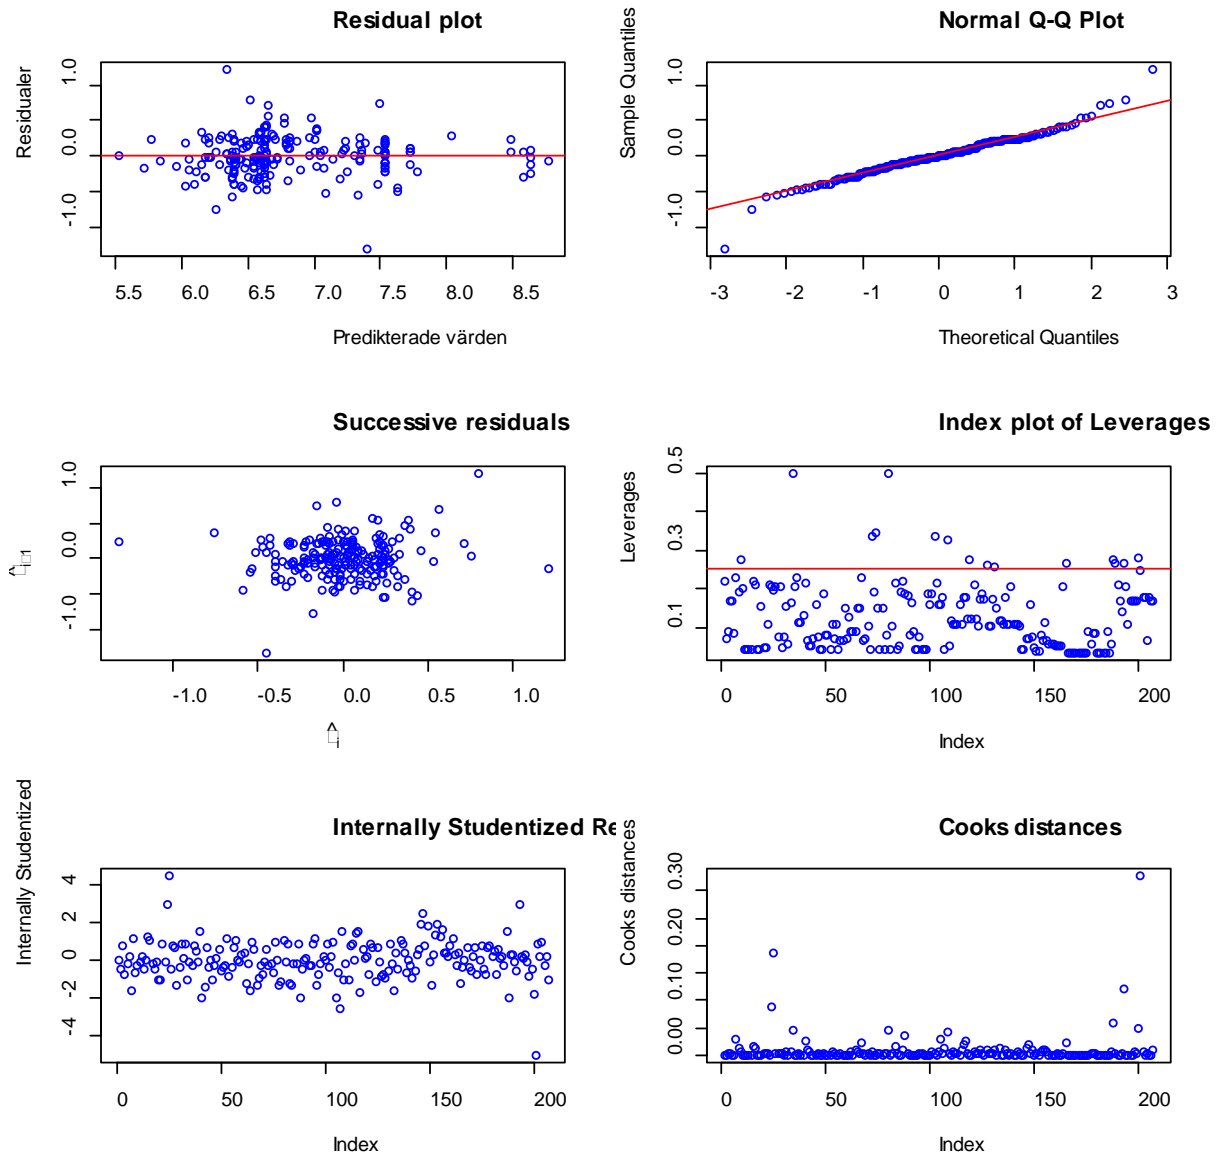 Residual plot
Residualer
1.0
0.0
-1.0
5.5 6.0 6.5 7.0 7.5 8.0 8.5
Predikterade värden
Normal Q-Q Plot
Sample Quantiles
1.0
0.0
-1.0
-3 -2 -1 0 1 2 3
Theoretical Quantiles
Successive residuals
1.0
0.0
-1.0
-1.0 -0.5 0.0 0.5 1.0
Index plot of Leverages
Leverages
0.5
0.3
0.1
0 50 100 150 200
Index
Internally Studentized Re
Internally Studentized
4
2
0
-2
-4
0 50 100 150 200
Index
Cooks distances
Cooks distances
0.30
0.20
0.10
0.00
0 50 100 150 200
Index